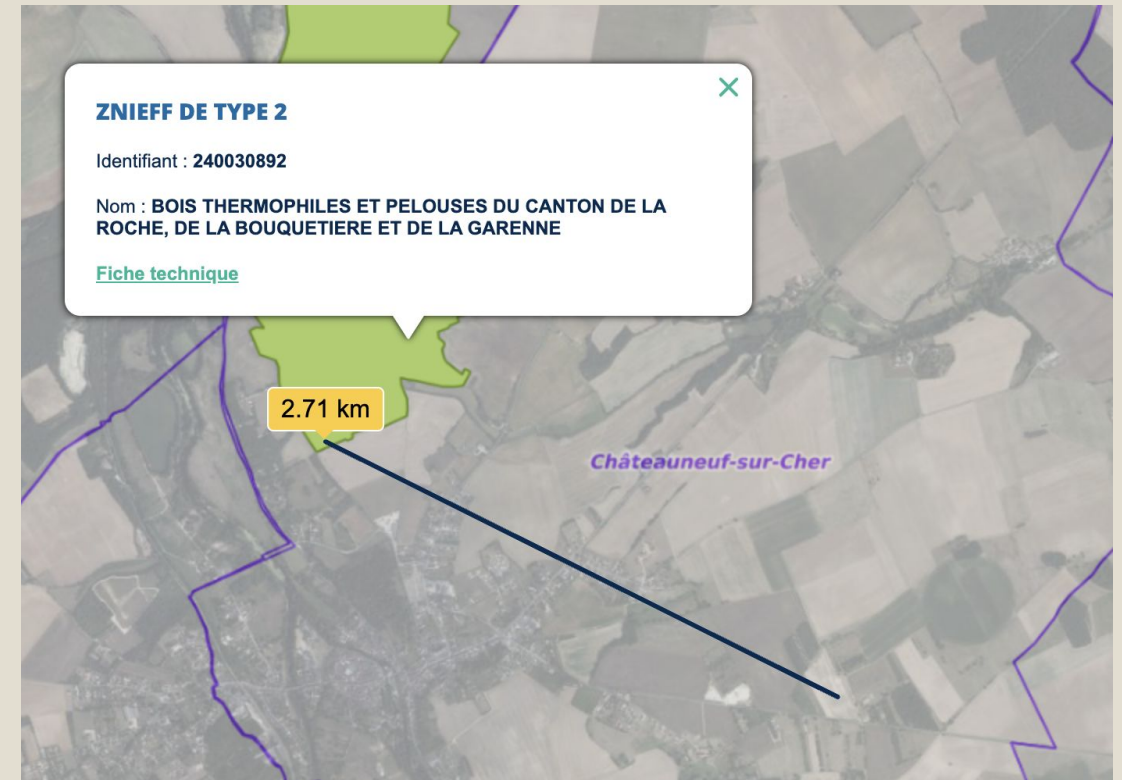 ZNIEFF DE TYPE 2
Identifiant : 240030892
Nom : BOIS THERMOPHILES ET PELOUSES DU CANTON DE LA
ROCHE, DE LA BOUQUETIERE ET DE LA GARENNE
Fiche technique
2.71 km
Châteauneuf-sur-Cher